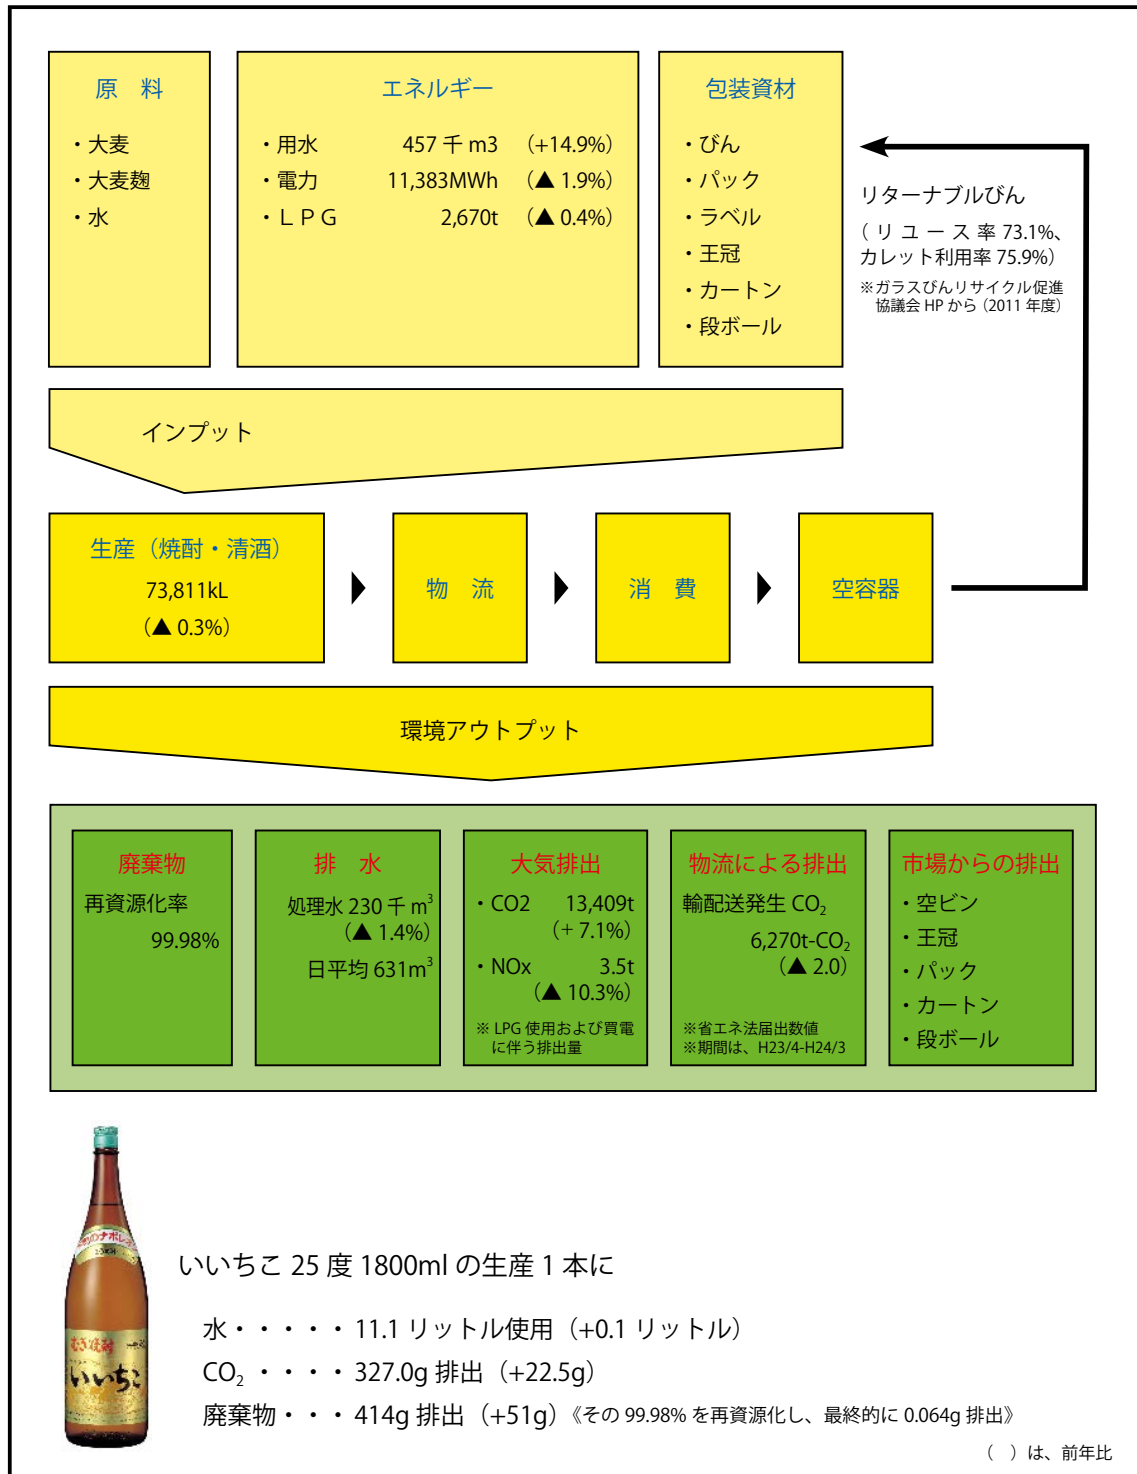 原　料
・大麦
・大麦麹
・水
エネルギー
・用水　457 千 m3　(+14.9%)
・電力　11,383MWh　(▲ 1.9%)
・ＬＰＧ　2,670t　(▲ 0.4%)
包装資材
・びん
・パック
・ラベル
・王冠
・カートン
・段ボール
リターナブルびん
（リユース率 73.1%、
カレット利用率 75.9%）
※ガラスびんリサイクル促進
協議会 HP から（2011 年度）
インプット
生産（焼酎・清酒）
73,811kL
(▲ 0.3%)
物　流
消　費
空容器
環境アウトプット
廃棄物
再資源化率
99.98%
排　水
処理水 230 千 m³
(▲ 1.4%)
日平均 631m³
大気排出
・CO2　13,409t
(+ 7.1%)
・NOx　3.5t
(▲ 10.3%)
※ LPG 使用および買電
に伴う排出量
物流による排出
輸配送発生 CO₂
6,270t-CO₂
(▲ 2.0)
※省エネ法届出数値
※期間は、H23/4-H24/3
市場からの排出
・空ビン
・王冠
・パック
・カートン
・段ボール
むぎ焼酎
いいちこ
いいちこ 25 度 1800ml の生産 1 本に
水・・・・・ 11.1 リットル使用（+0.1 リットル）
CO₂ ・・・・ 327.0g 排出（+22.5g）
廃棄物・・・ 414g 排出（+51g）《その 99.98% を再資源化し、最終的に 0.064g 排出》
（　）は、前年比